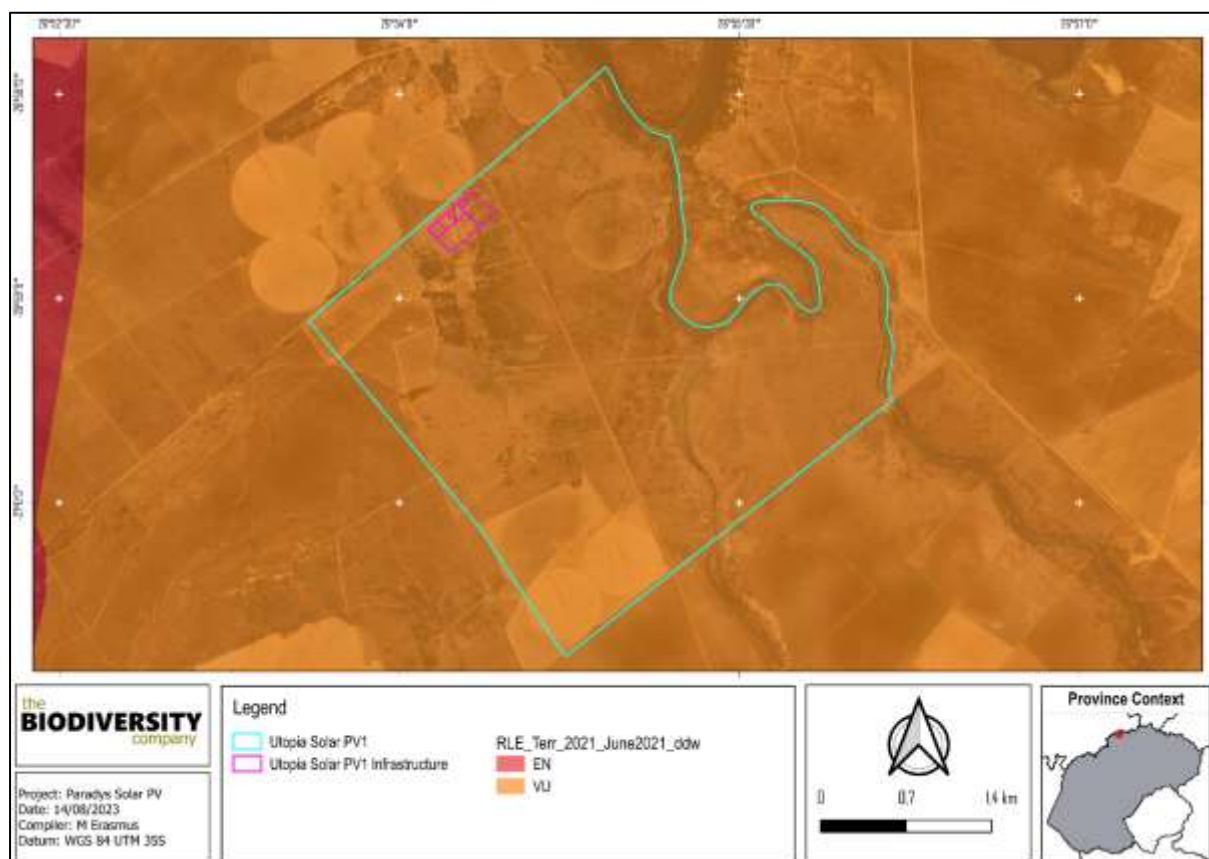 Legend
Utopia Solar PV1
Utopia Solar PV1 Infrastructure
RLE_Terr_2021_June2021_ddw
EN
VU
0 0,7 1,4 km
Province Context
the
BIODIVERSITY
company
Project: Paradys Solar PV
Date: 14/08/2023
Compiler: M Erasmus
Datum: WGS 84 UTM 35S